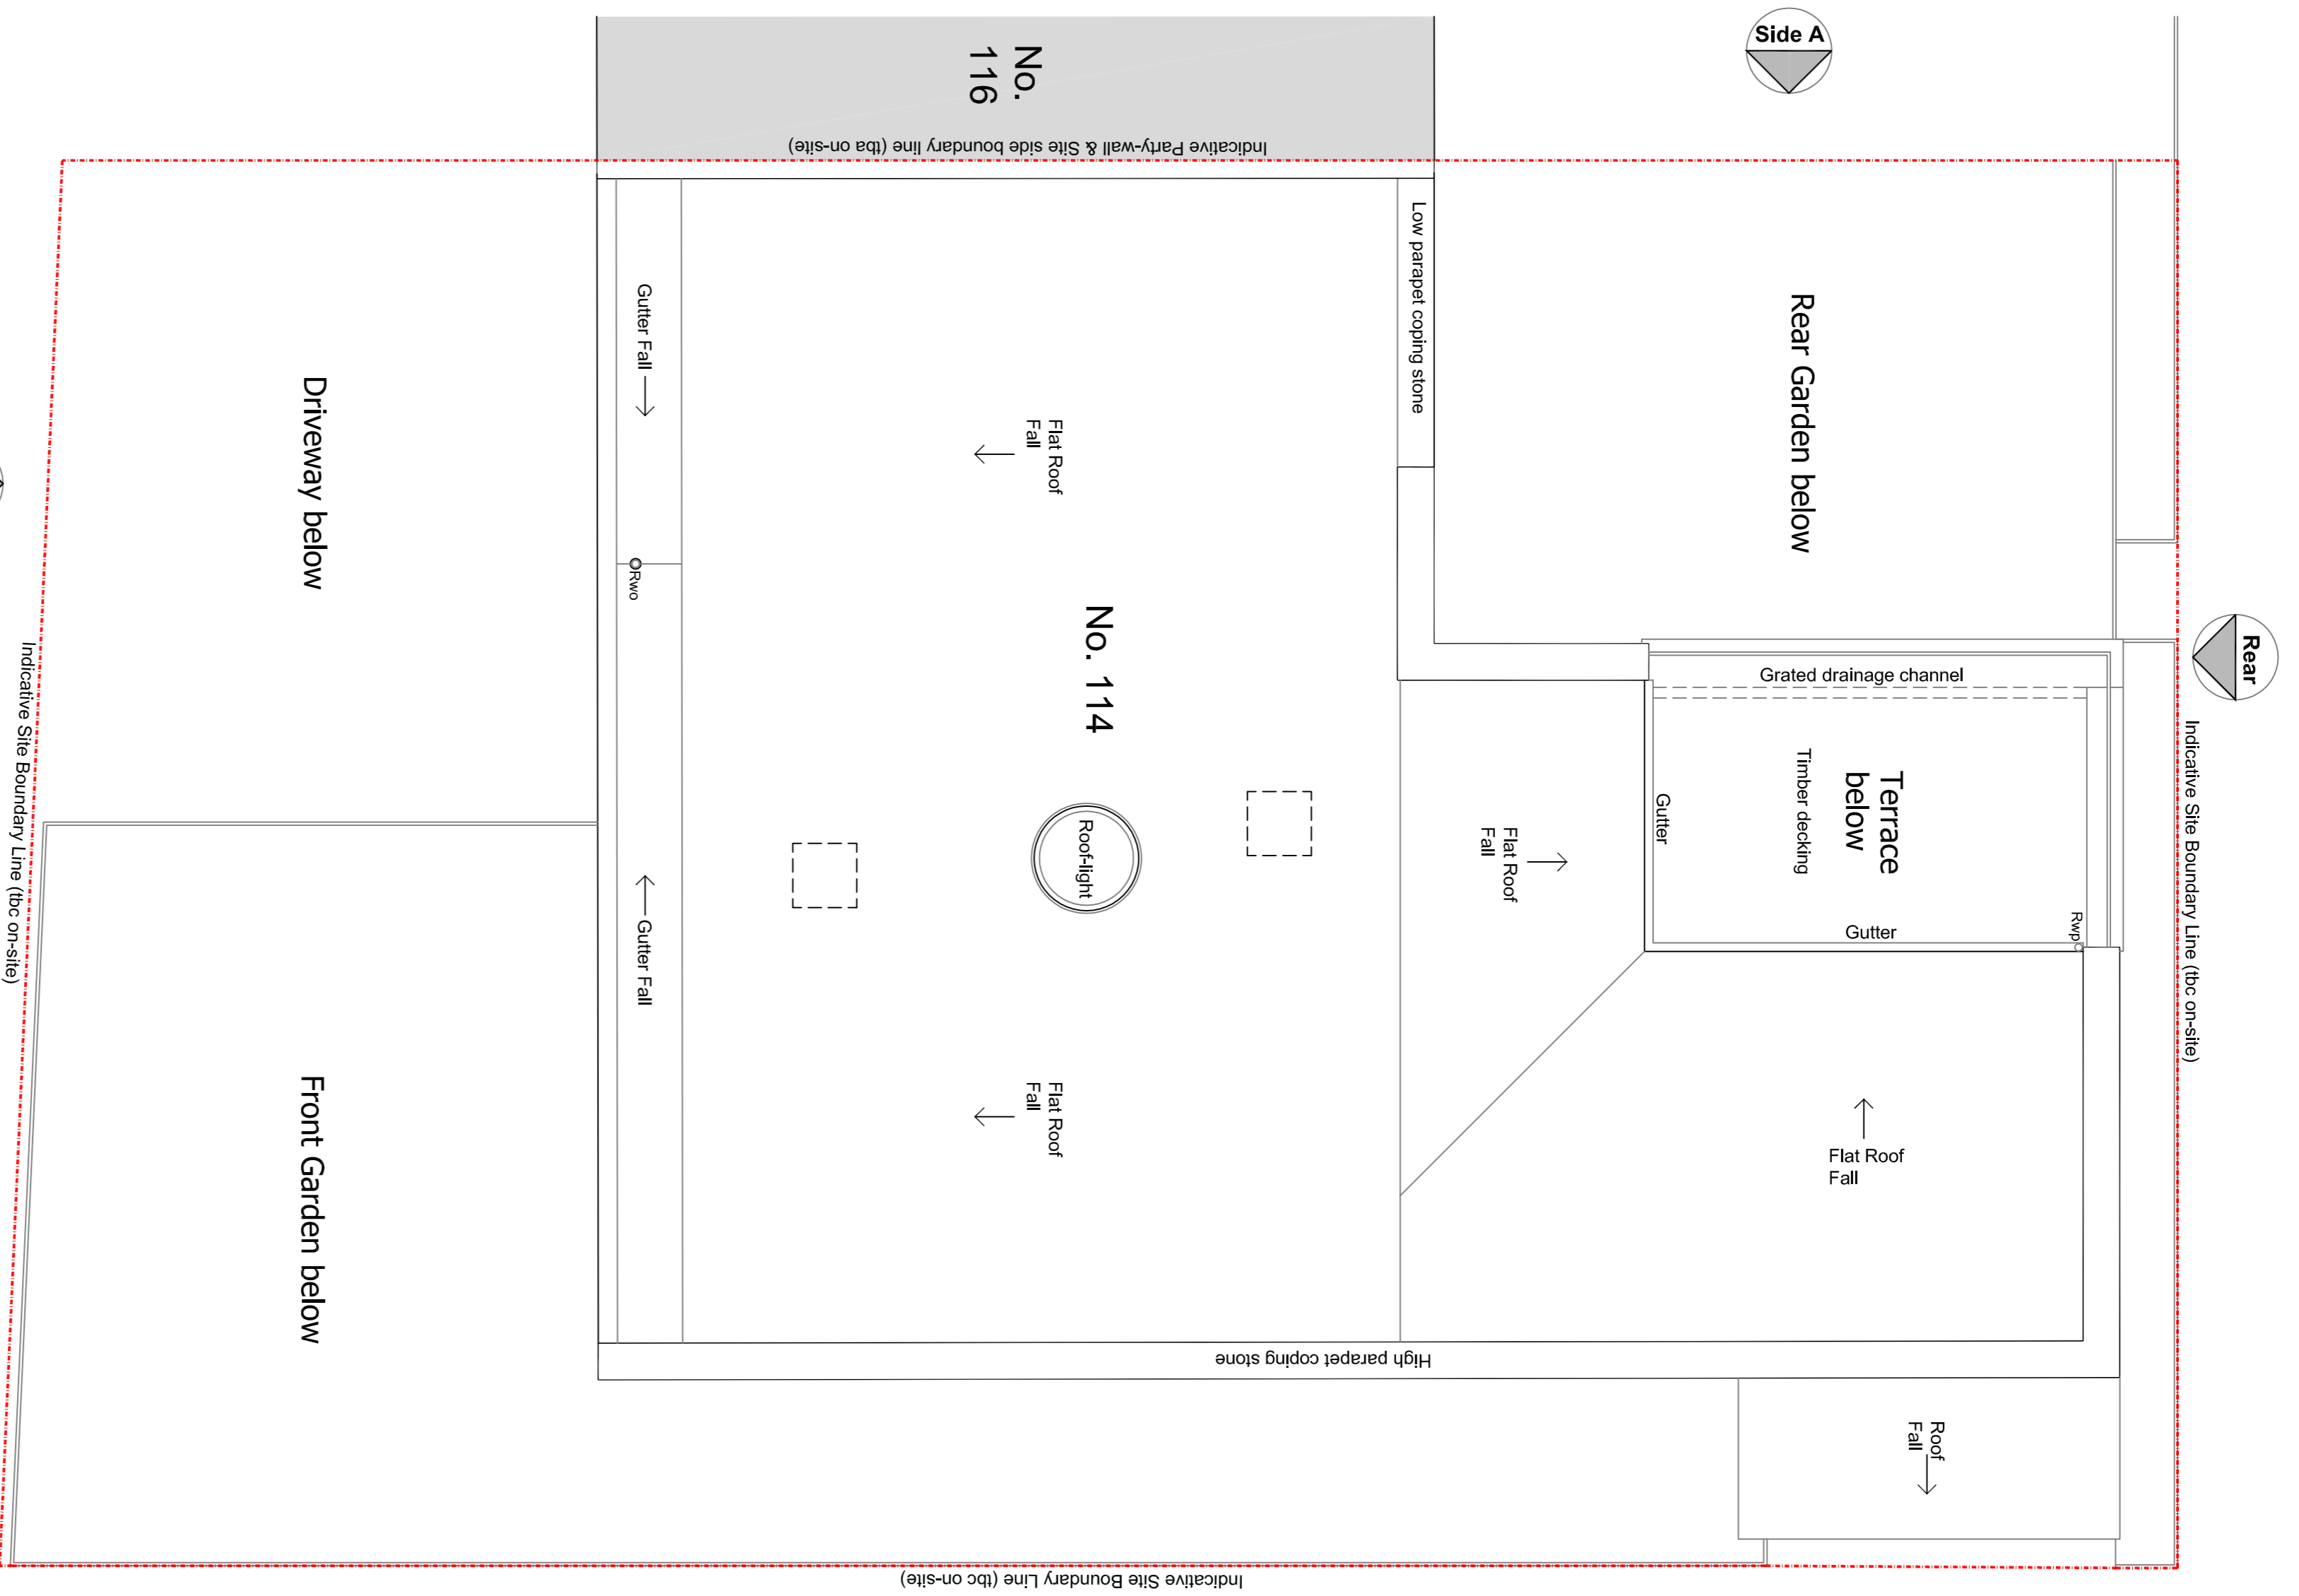 No.
116
Side A
Indicative Party-wall & Site side boundary line (tba on-site)
Low parapet coping stone
Rear Garden below
Gutter Fall
Driveway below
Flat Roof
Fall
Rwo
No. 114
Rear
Grated drainage channel
Terrace
below
Timber decking
Gutter
Gutter
Rwp
Indicative Site Boundary Line (tbc on-site)
Indicative Site Boundary Line (tbc on-site)
Roof-light
Flat Roof
Fall
Gutter Fall
Flat Roof
Fall
Flat Roof
Fall
Front Garden below
High parapet coping stone
Roof
Fall
Indicative Site Boundary Line (tbc on-site)